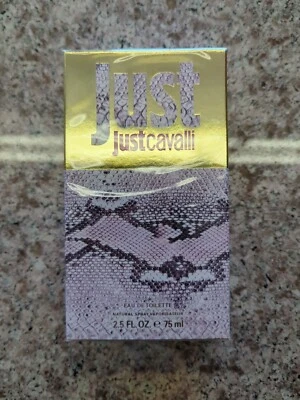 Just
justcavalli
EAU DE TOILETTE
NATURAL SPRAY VAPORISATEUR
2.5 FL. OZ. ℮ 75 ml